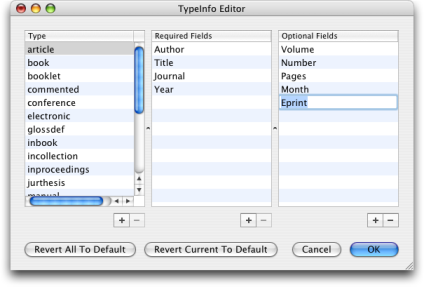 TypeInfo Editor
Type
article
book
booklet
commented
conference
electronic
glossdef
inbook
incollection
inproceedings
jurthesis
manual
Required Fields
Author
Title
Journal
Year
Optional Fields
Volume
Number
Pages
Month
Eprint
+ − + − + −
Revert All To Default Revert Current To Default Cancel OK